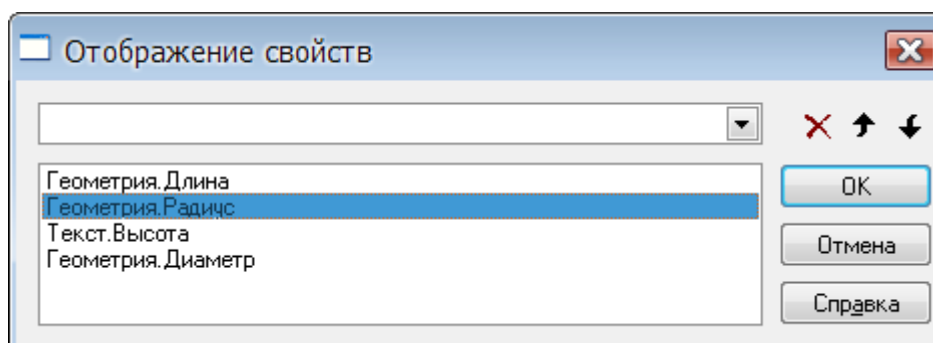 Отображение свойств
Геометрия.Длина
Геометрия.Радиус
Текст.Высота
Геометрия.Диаметр
OK
Отмена
Справка